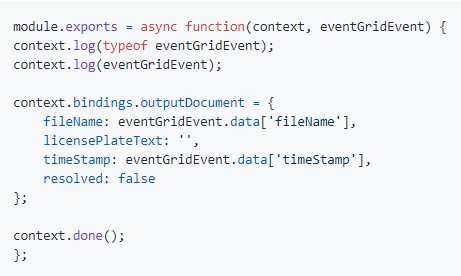 module.exports = async function(context, eventGridEvent) {
context.log(typeof eventGridEvent);
context.log(eventGridEvent);

context.bindings.outputDocument = {
    fileName: eventGridEvent.data['fileName'],
    licensePlateText: '',
    timeStamp: eventGridEvent.data['timeStamp'],
    resolved: false
};

context.done();
};